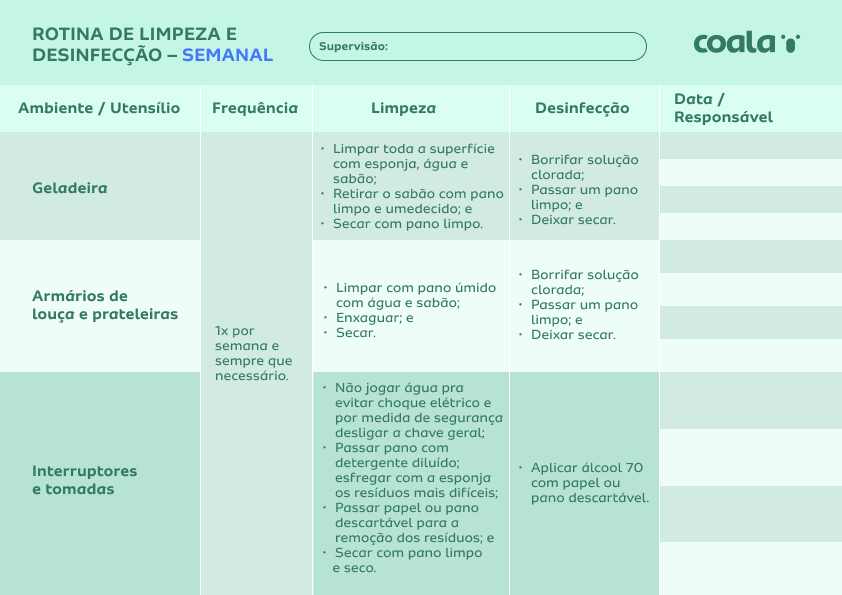 ROTINA DE LIMPEZA E
DESINFECÇÃO – SEMANAL
Supervisão:
coala
Ambiente / Utensílio
Frequência
Limpeza
Desinfecção
Data /
Responsável
Geladeira
1x por
semana e
sempre que
necessário.
• Limpar toda a superfície
com esponja, água e
sabão;
• Retirar o sabão com pano
limpo e umedecido; e
• Secar com pano limpo.
• Borrifar solução
clorada;
• Passar um pano
limpo; e
• Deixar secar.
Armários de
louça e prateleiras
• Limpar com pano úmido
com água e sabão;
• Enxaguar; e
• Secar.
• Borrifar solução
clorada;
• Passar um pano
limpo; e
• Deixar secar.
Interruptores
e tomadas
• Não jogar água pra
evitar choque elétrico e
por medida de segurança
desligar a chave geral;
• Passar pano com
detergente diluído;
esfregar com a esponja
os resíduos mais difíceis;
• Passar papel ou pano
descartável para a
remoção dos resíduos; e
• Secar com pano limpo
e seco.
• Aplicar álcool 70
com papel ou
pano descartável.